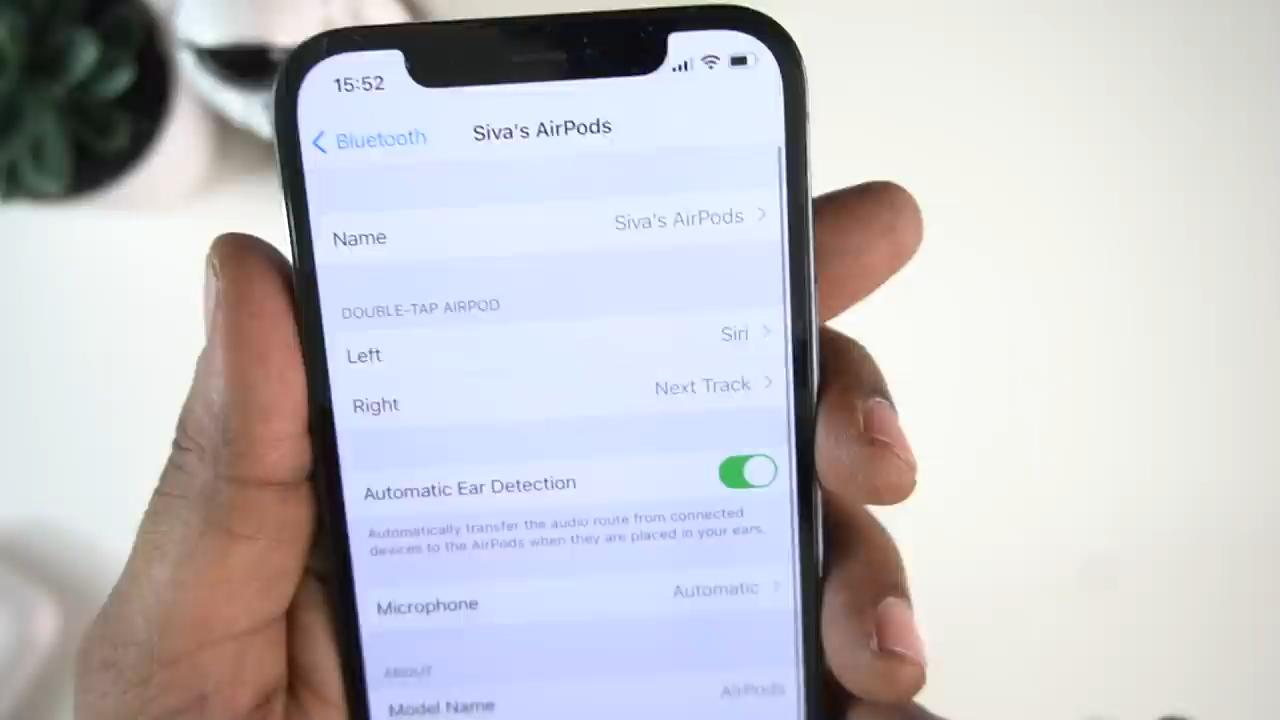 15:52
Bluetooth Siva's AirPods
Name Siva's AirPods
DOUBLE-TAP AIRPOD
Left Siri
Right Next Track
Automatic Ear Detection
Automatically transfer the audio route from connected
devices to the AirPods when they are placed in your ears.
Microphone Automatic
ABOUT
Model Name AirPods